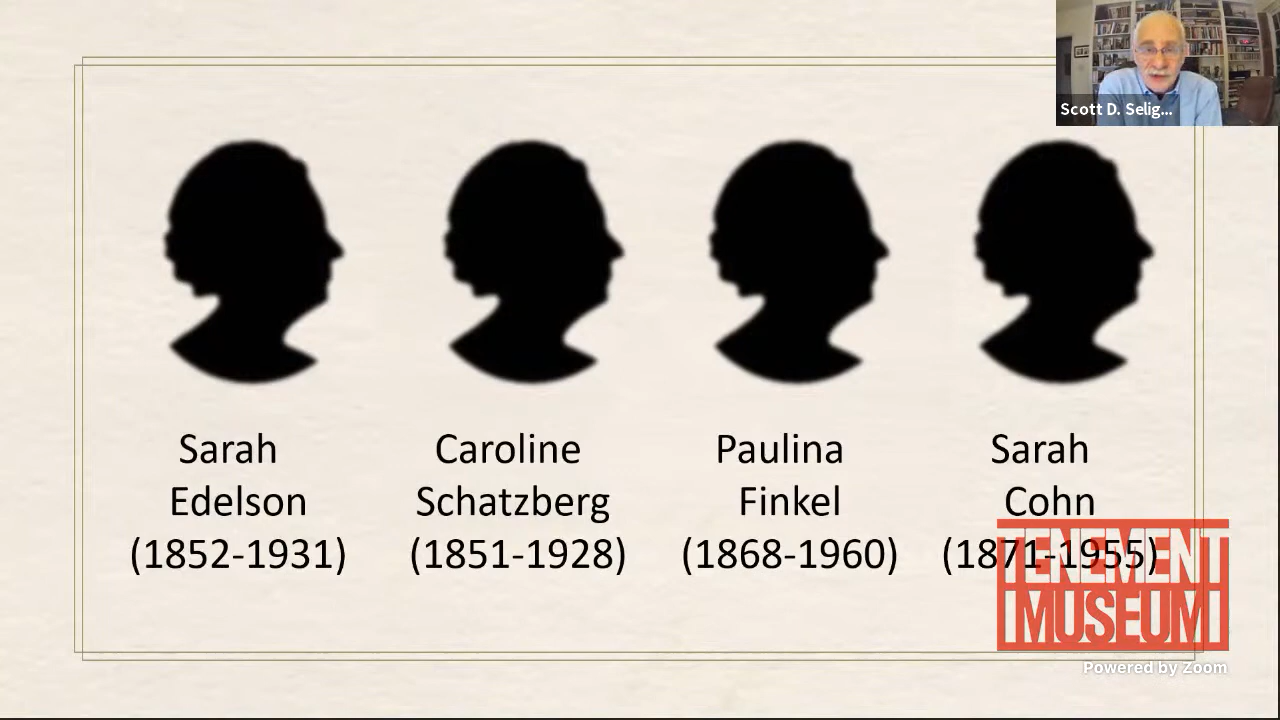 Scott D. Selig...
Sarah
Edelson
(1852-1931)
Caroline
Schatzberg
(1851-1928)
Paulina
Finkel
(1868-1960)
Sarah
Cohn
(1871-1955)
TENEMENT
MUSEUM
Powered by Zoom